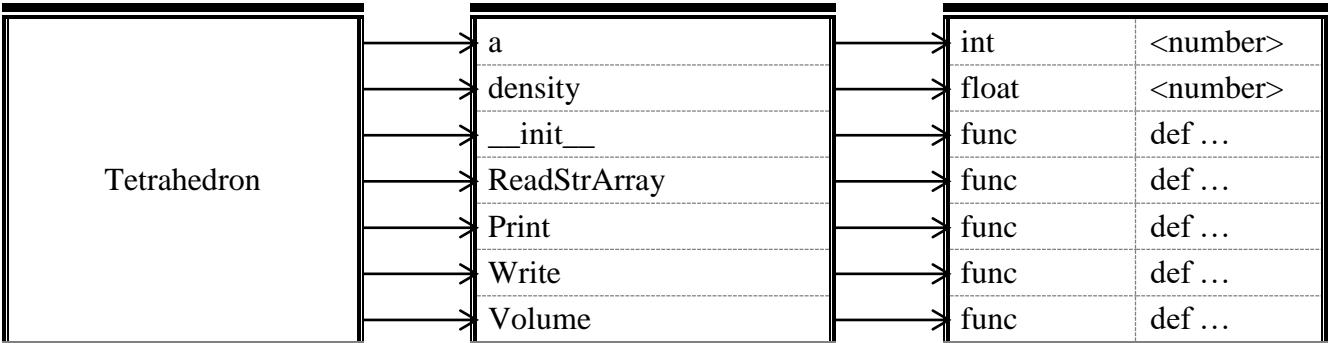 a int <number>
density float <number>
__init__ func def …
Tetrahedron ReadStrArray func def …
Print func def …
Write func def …
Volume func def …